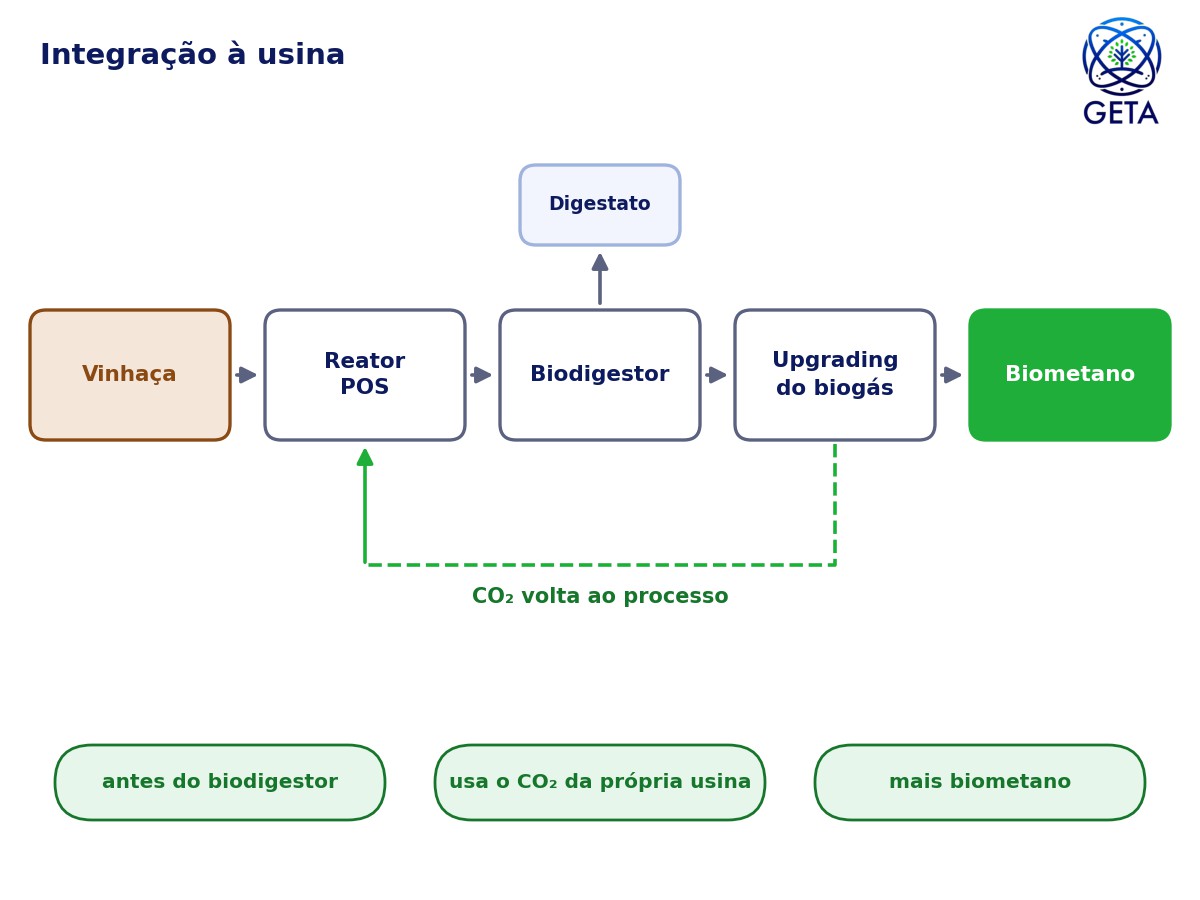 Integração à usina
GETA
Digestato
Vinhaça
Reator
POS
Biodigestor
Upgrading
do biogás
Biometano
CO₂ volta ao processo
antes do biodigestor
usa o CO₂ da própria usina
mais biometano